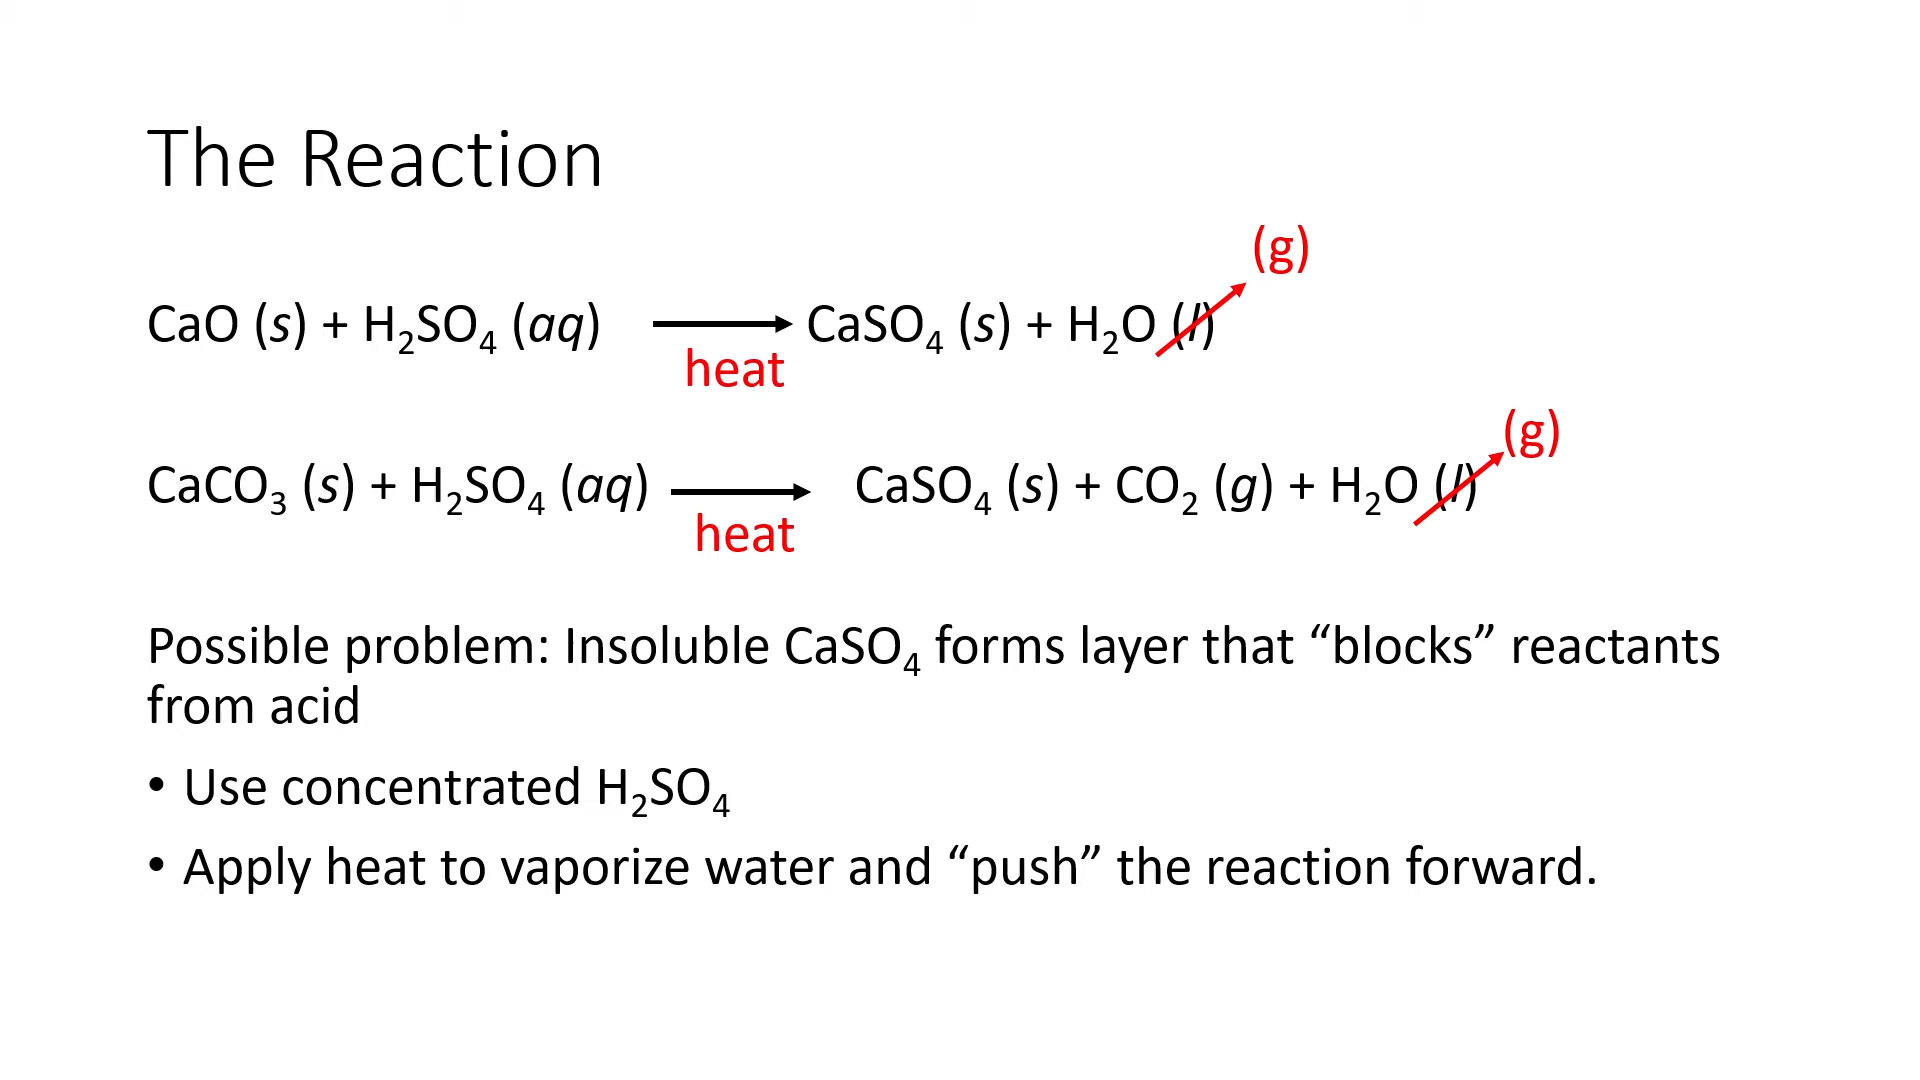 The Reaction
(g)
CaO (s) + H₂SO₄ (aq) ⟶ CaSO₄ (s) + H₂O (l)
heat
(g)
CaCO₃ (s) + H₂SO₄ (aq) ⟶ CaSO₄ (s) + CO₂ (g) + H₂O (l)
heat
Possible problem: Insoluble CaSO₄ forms layer that “blocks” reactants
from acid
• Use concentrated H₂SO₄
• Apply heat to vaporize water and “push” the reaction forward.